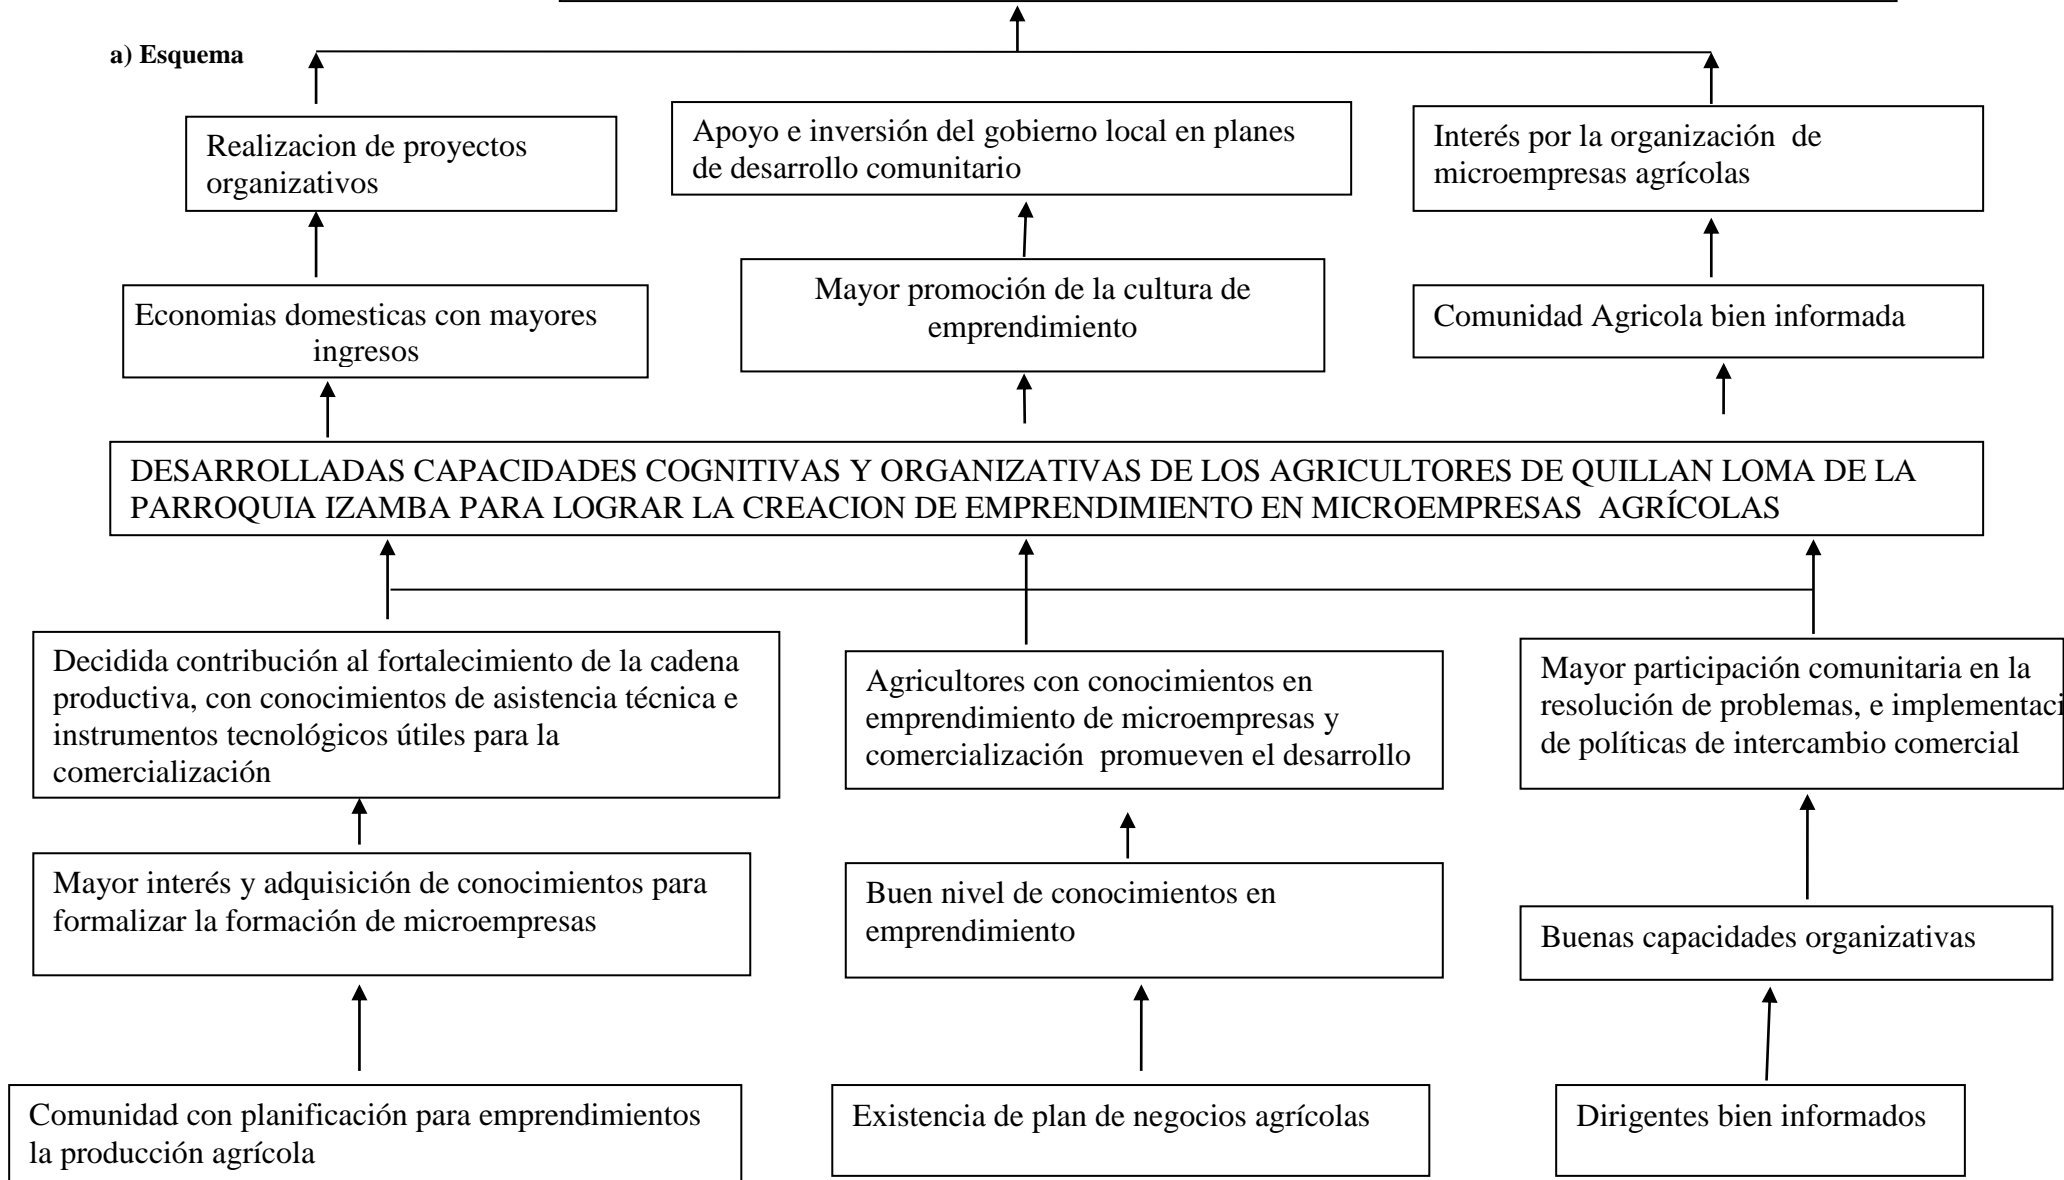 a) Esquema
Realizacion de proyectos
organizativos
Apoyo e inversión del gobierno local en planes
de desarrollo comunitario
Interés por la organización  de
microempresas agrícolas
Economias domesticas con mayores
ingresos
Mayor promoción de la cultura de
emprendimiento
Comunidad Agricola bien informada
DESARROLLADAS CAPACIDADES COGNITIVAS Y ORGANIZATIVAS DE LOS AGRICULTORES DE QUILLAN LOMA DE LA
PARROQUIA IZAMBA PARA LOGRAR LA CREACION DE EMPRENDIMIENTO EN MICROEMPRESAS  AGRÍCOLAS
Decidida contribución al fortalecimiento de la cadena
productiva, con conocimientos de asistencia técnica e
instrumentos tecnológicos útiles para la
comercialización
Agricultores con conocimientos en
emprendimiento de microempresas y
comercialización  promueven el desarrollo
Mayor participación comunitaria en la
resolución de problemas, e implementaci
de políticas de intercambio comercial
Mayor interés y adquisición de conocimientos para
formalizar la formación de microempresas
Buen nivel de conocimientos en
emprendimiento
Buenas capacidades organizativas
Comunidad con planificación para emprendimientos
la producción agrícola
Existencia de plan de negocios agrícolas
Dirigentes bien informados